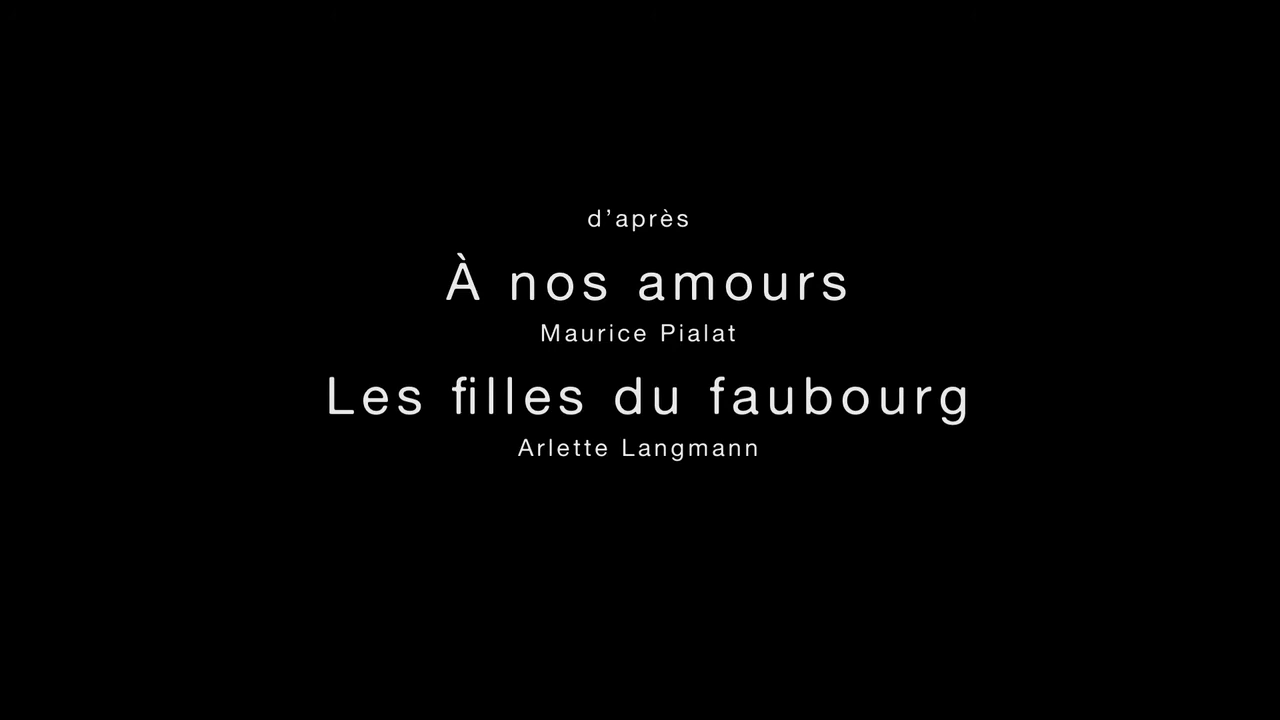 d’après
À nos amours
Maurice Pialat
Les filles du faubourg
Arlette Langmann